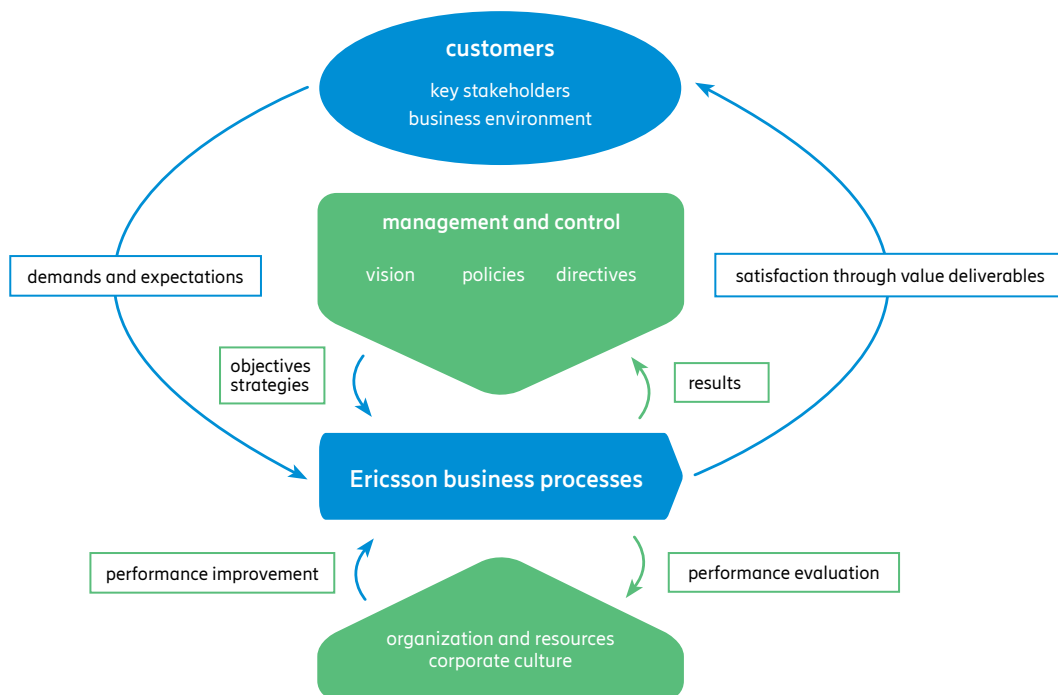 customers
key stakeholders
business environment
management and control
vision policies directives
demands and expectations
satisfaction through value deliverables
objectives
strategies
results
Ericsson business processes
performance improvement
performance evaluation
organization and resources
corporate culture